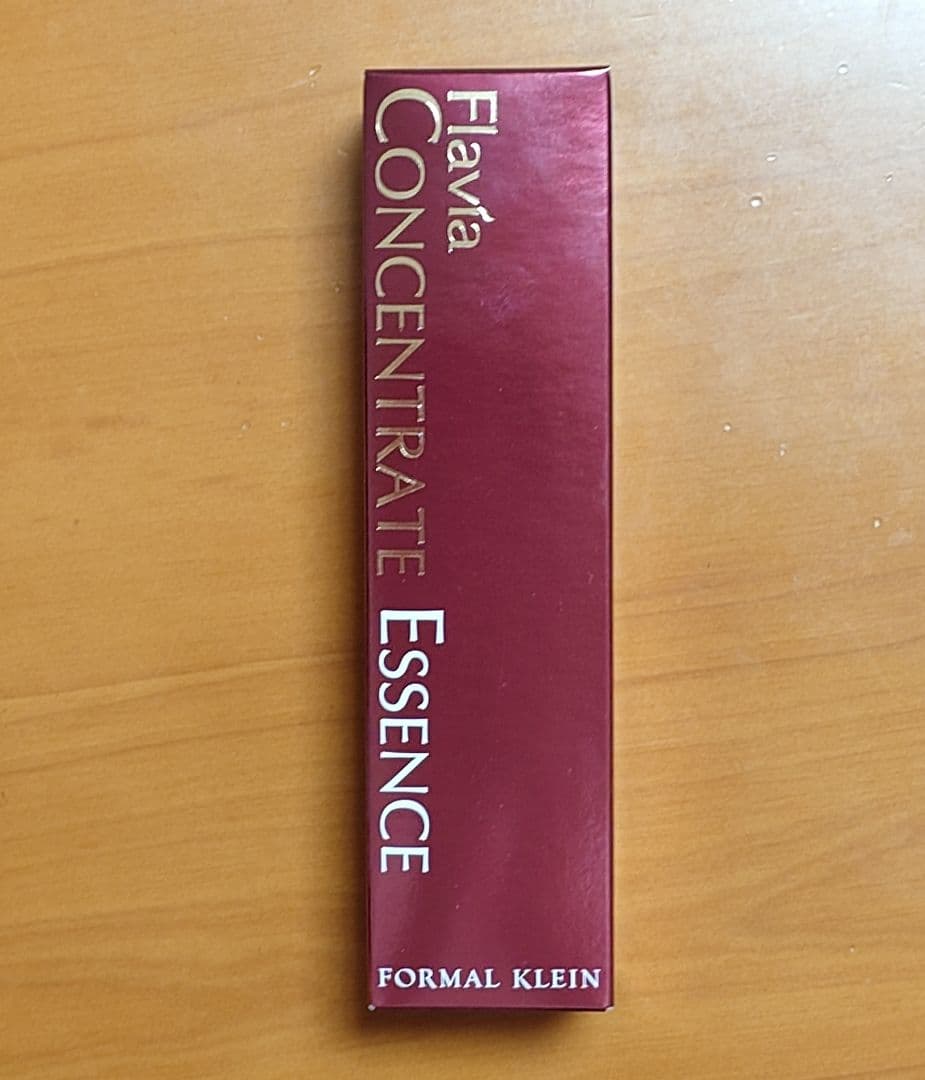 Flavía
CONCENTRATE ESSENCE
FORMAL KLEIN